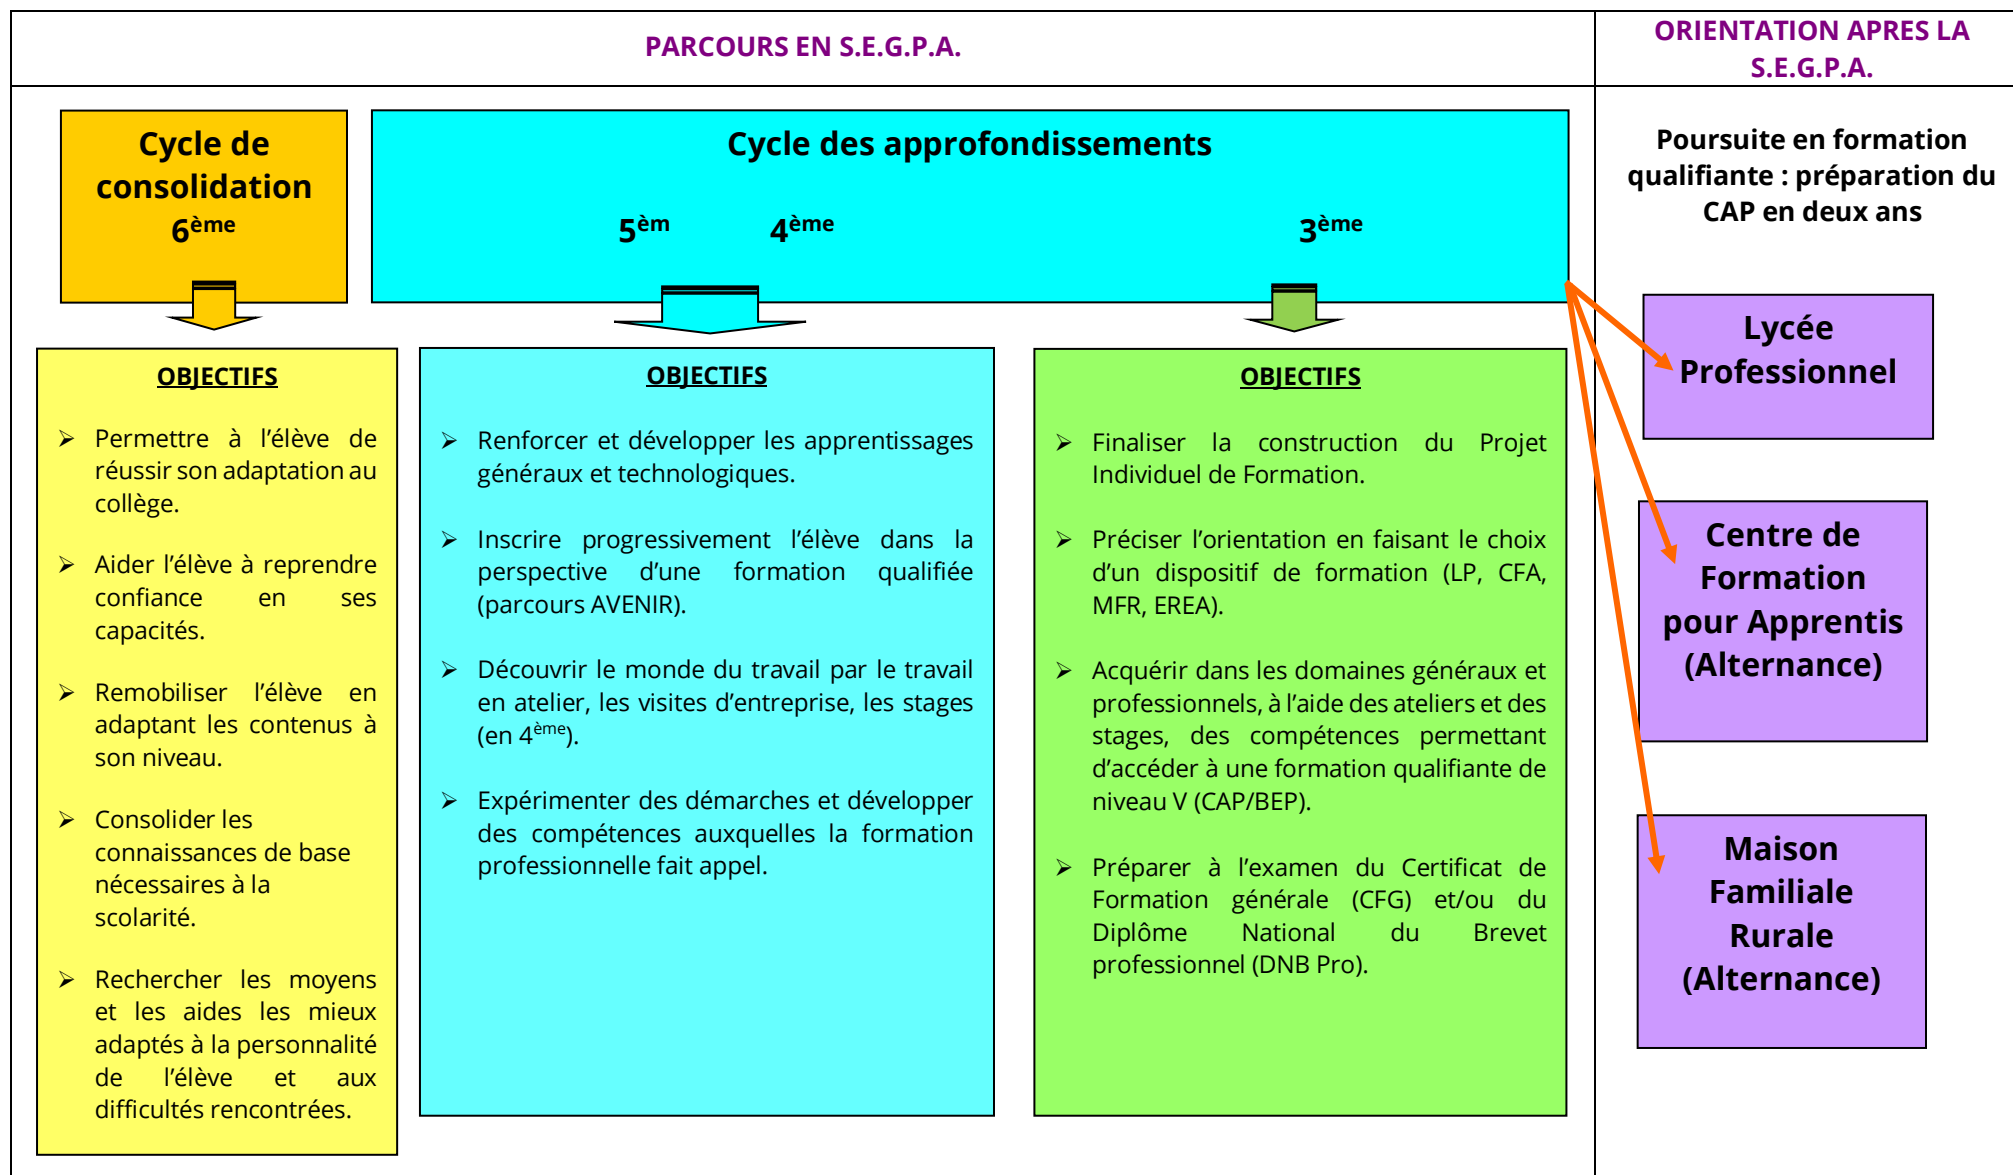 PARCOURS EN S.E.G.P.A.
ORIENTATION APRES LA
S.E.G.P.A.
Cycle de
consolidation
6ème
Cycle des approfondissements
5èm 4ème 3ème
Poursuite en formation
qualifiante : préparation du
CAP en deux ans
OBJECTIFS
➢ Permettre à l’élève de
réussir son adaptation au
collège.
➢ Aider l’élève à reprendre
confiance en ses
capacités.
➢ Remobiliser l’élève en
adaptant les contenus à
son niveau.
➢ Consolider les
connaissances de base
nécessaires à la
scolarité.
➢ Rechercher les moyens
et les aides les mieux
adaptés à la personnalité
de l’élève et aux
difficultés rencontrées.
OBJECTIFS
➢ Renforcer et développer les apprentissages
généraux et technologiques.
➢ Inscrire progressivement l’élève dans la
perspective d’une formation qualifiée
(parcours AVENIR).
➢ Découvrir le monde du travail par le travail
en atelier, les visites d’entreprise, les stages
(en 4ème).
➢ Expérimenter des démarches et développer
des compétences auxquelles la formation
professionnelle fait appel.
OBJECTIFS
➢ Finaliser la construction du Projet
Individuel de Formation.
➢ Préciser l’orientation en faisant le choix
d’un dispositif de formation (LP, CFA,
MFR, EREA).
➢ Acquérir dans les domaines généraux et
professionnels, à l’aide des ateliers et des
stages, des compétences permettant
d’accéder à une formation qualifiante de
niveau V (CAP/BEP).
➢ Préparer à l’examen du Certificat de
Formation générale (CFG) et/ou du
Diplôme National du Brevet
professionnel (DNB Pro).
Lycée
Professionnel
Centre de
Formation
pour Apprentis
(Alternance)
Maison
Familiale
Rurale
(Alternance)